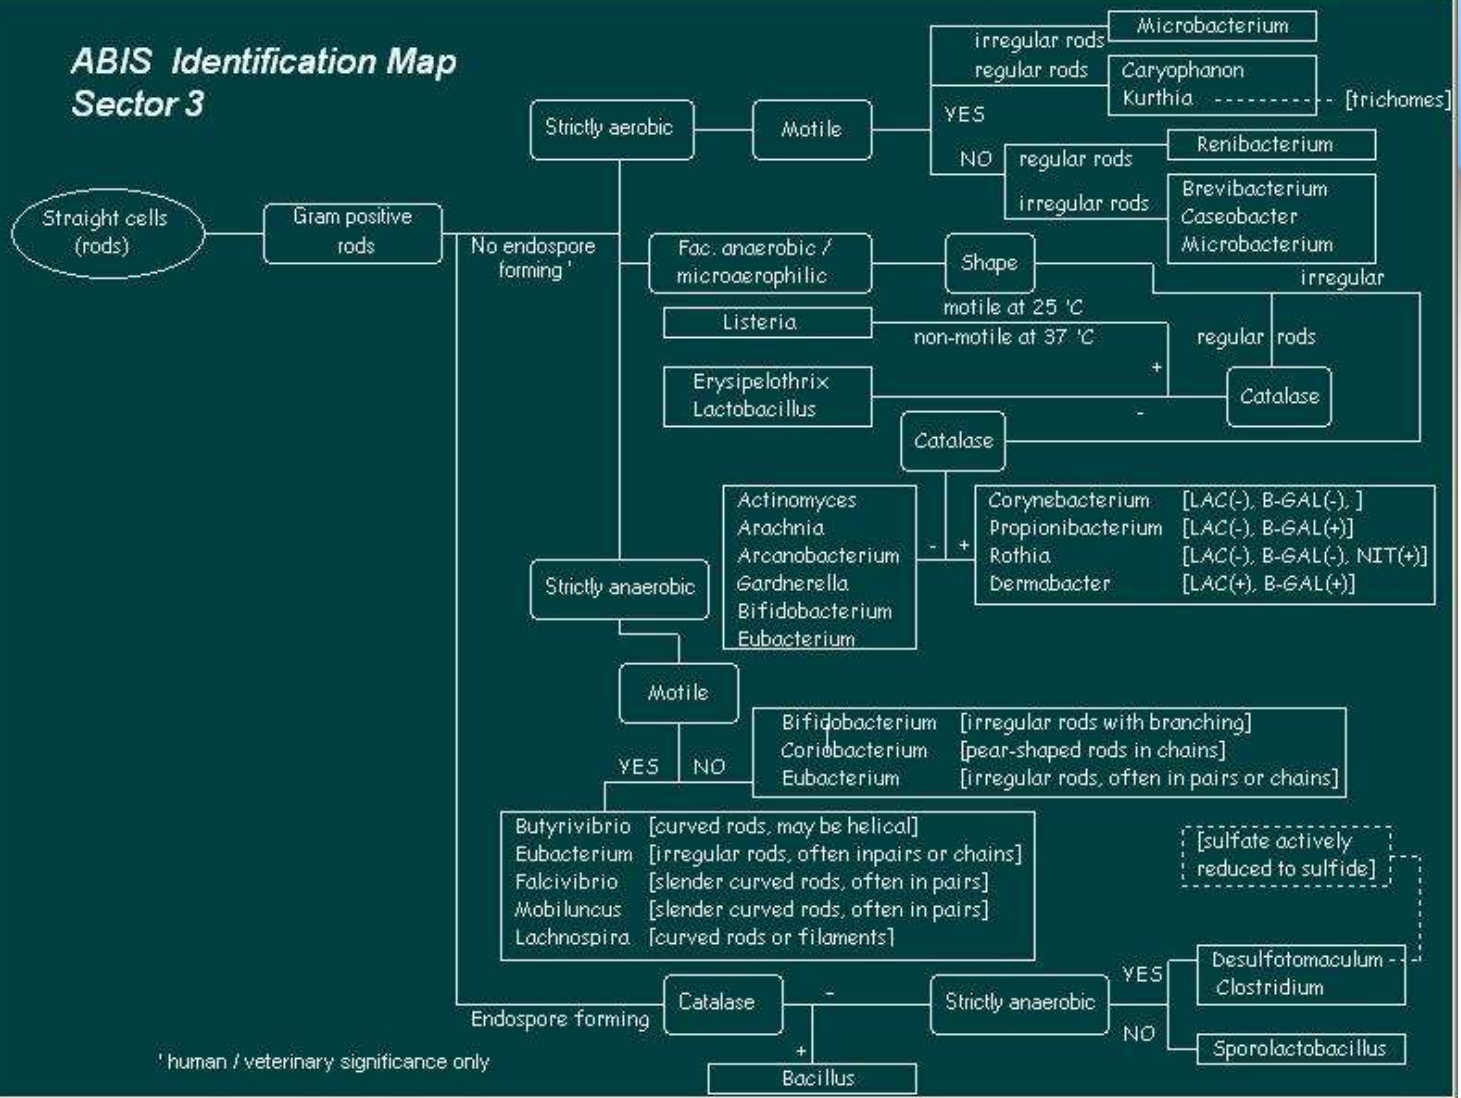 ABIS Identification Map
Sector 3
Microbacterium
irregular rods
regular rods
Caryophanon
Kurthia
[trichomes]
Strictly aerobic
Motile
YES
NO
regular rods
Renibacterium
irregular rods
Brevibacterium
Caseobacter
Microbacterium
Straight cells
(rods)
Gram positive
rods
No endospore
forming '
Fac. anaerobic /
microaerophilic
Shape
irregular
motile at 25 'C
Listeria
non-motile at 37 'C
regular rods
+
Erysipelothrix
Lactobacillus
-
Catalase
Catalase
Actinomyces
Arachnia
Arcanobacterium
Gardnerella
Bifidobacterium
Eubacterium
- +
Corynebacterium [LAC(-), B-GAL(-), ]
Propionibacterium [LAC(-), B-GAL(+)]
Rothia [LAC(-), B-GAL(-), NIT(+)]
Dermabacter [LAC(+), B-GAL(+)]
Strictly anaerobic
Motile
YES NO
Bifidobacterium [irregular rods with branching]
Coriobacterium [pear-shaped rods in chains]
Eubacterium [irregular rods, often in pairs or chains]
Butyrivibrio [curved rods, may be helical]
Eubacterium [irregular rods, often inpairs or chains]
Falcivibrio [slender curved rods, often in pairs]
Mobiluncus [slender curved rods, often in pairs]
Lachnospira [curved rods or filaments]
[sulfate actively
reduced to sulfide]
Endospore forming
Catalase
-
+
Bacillus
Strictly anaerobic
YES
Desulfotomaculum
Clostridium
NO
Sporolactobacillus
' human / veterinary significance only